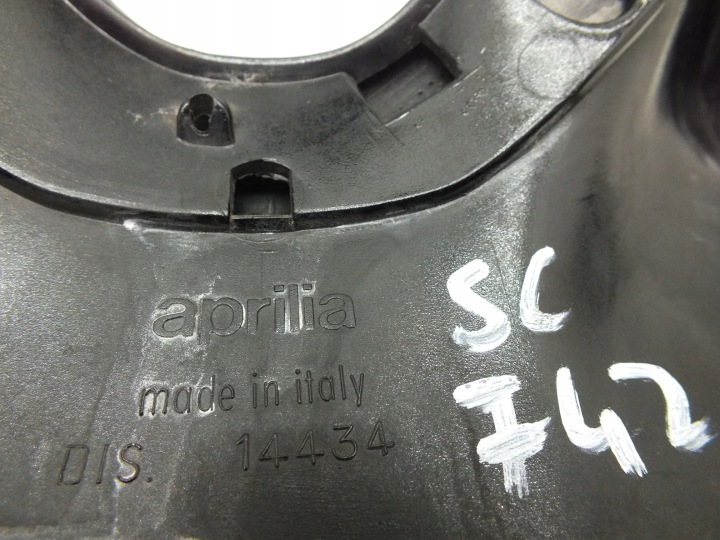 aprilia
made in italy
DIS. 14434
SC
742